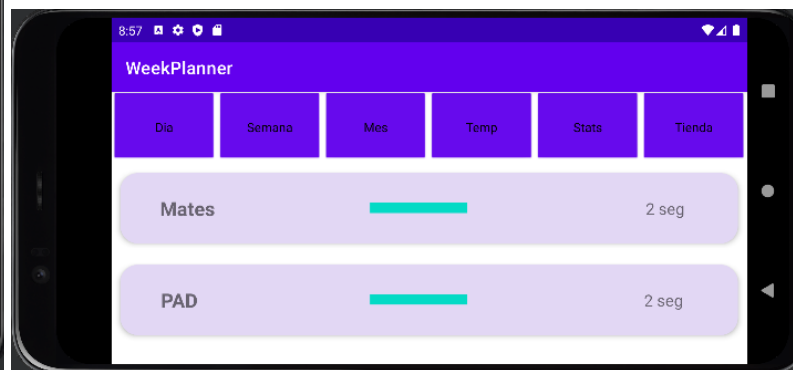 8:57
WeekPlanner
Dia Semana Mes Temp Stats Tienda
Mates 2 seg
PAD 2 seg